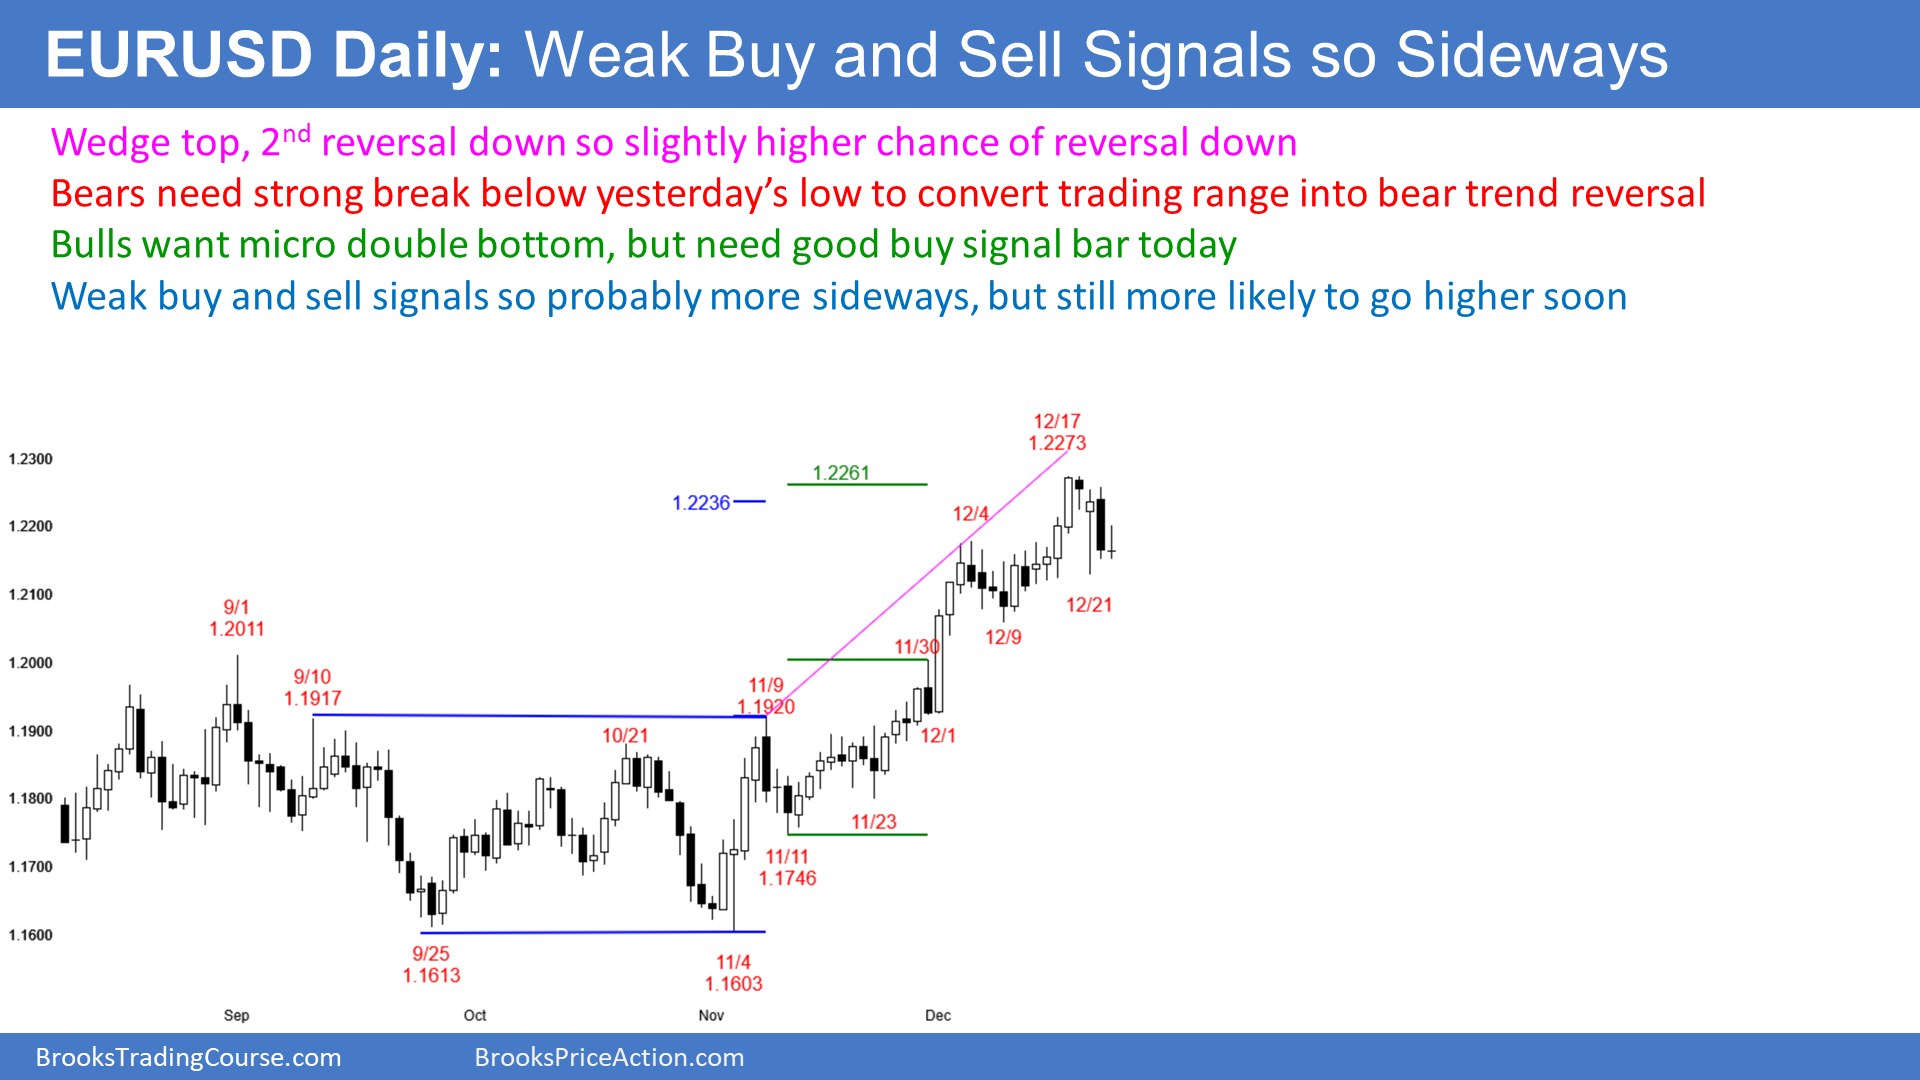 EURUSD Daily: Weak Buy and Sell Signals so Sideways
Wedge top, 2nd reversal down so slightly higher chance of reversal down
Bears need strong break below yesterday’s low to convert trading range into bear trend reversal
Bulls want micro double bottom, but need good buy signal bar today
Weak buy and sell signals so probably more sideways, but still more likely to go higher soon
12/17
1.2273
1.2300
1.2261
1.2236
12/4
1.2200
1.2100
9/1
12/21
1.2011
12/9
11/30
1.2000
9/10
11/9
1.1917
1.1920
1.1900
10/21
12/1
1.1800
11/23
11/11
1.1700
1.1746
1.1600
9/25
11/4
1.1613
1.1603
Sep
Oct
Nov
Dec
BrooksTradingCourse.com
BrooksPriceAction.com